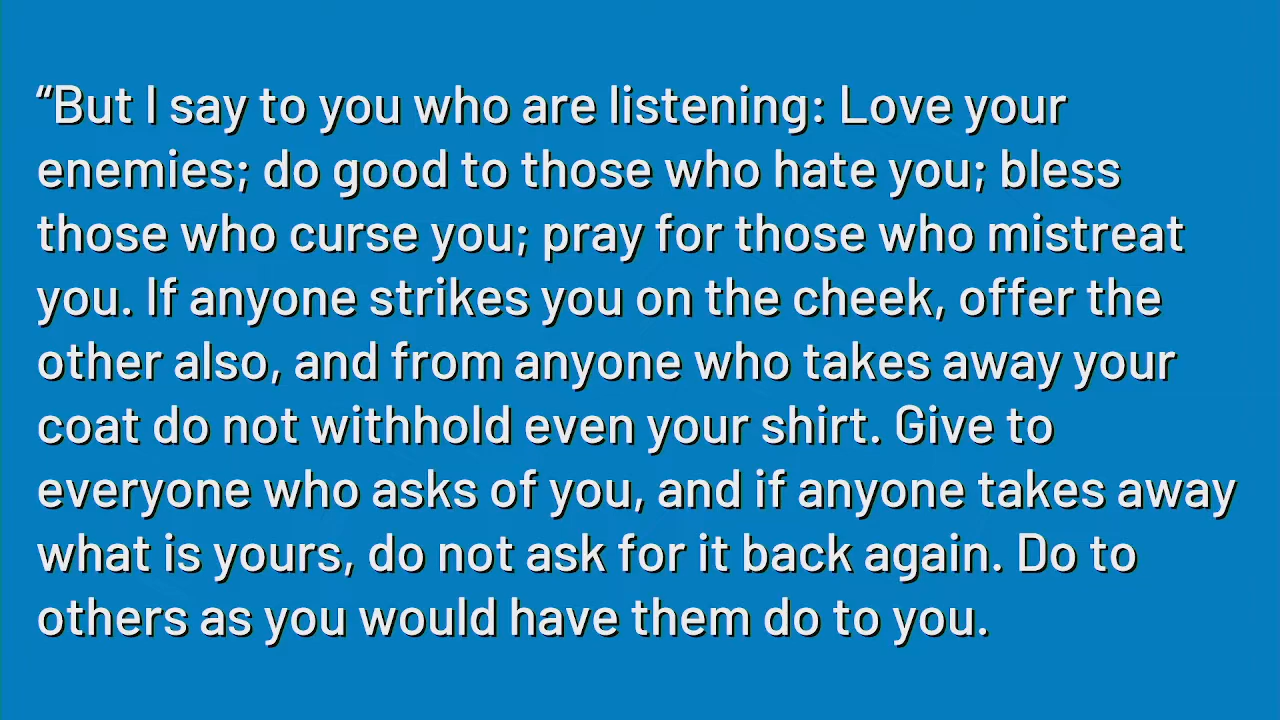 “But I say to you who are listening: Love your
enemies; do good to those who hate you; bless
those who curse you; pray for those who mistreat
you. If anyone strikes you on the cheek, offer the
other also, and from anyone who takes away your
coat do not withhold even your shirt. Give to
everyone who asks of you, and if anyone takes away
what is yours, do not ask for it back again. Do to
others as you would have them do to you.